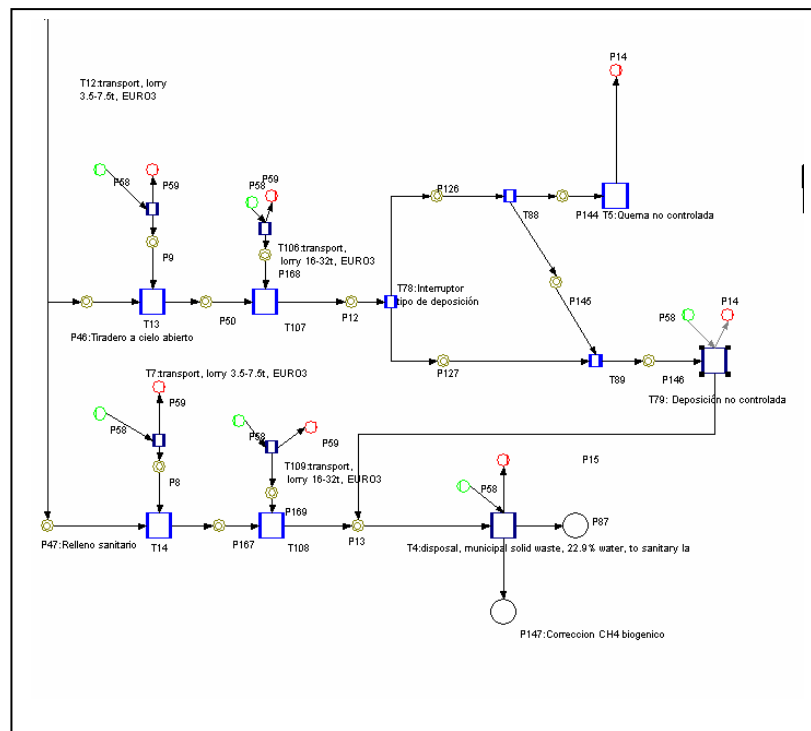 P14
T12:transport, lorry
3.5-7.5t, EURO3
P58
P59
P58
P59
P126
P144
T5:Quema no controlada
T88
P9
T106:transport,
lorry 16-32t, EURO3
P168
T78:Interruptor
tipo de deposición
P145
P58
P14
T13
P50
T107
P12
P46:Tiradero a cielo abierto
P127
T89
P146
T7:transport, lorry 3.5-7.5t, EURO3
T79: Deposición no controlada
P59
P58
P58
P59
P15
P8
T109:transport,
lorry 16-32t, EURO3
P58
P169
P87
P47:Relleno sanitario
T14
P167
T108
P13
T4:disposal, municipal solid waste, 22.9% water, to sanitary la
P147:Correccion CH4 biogenico